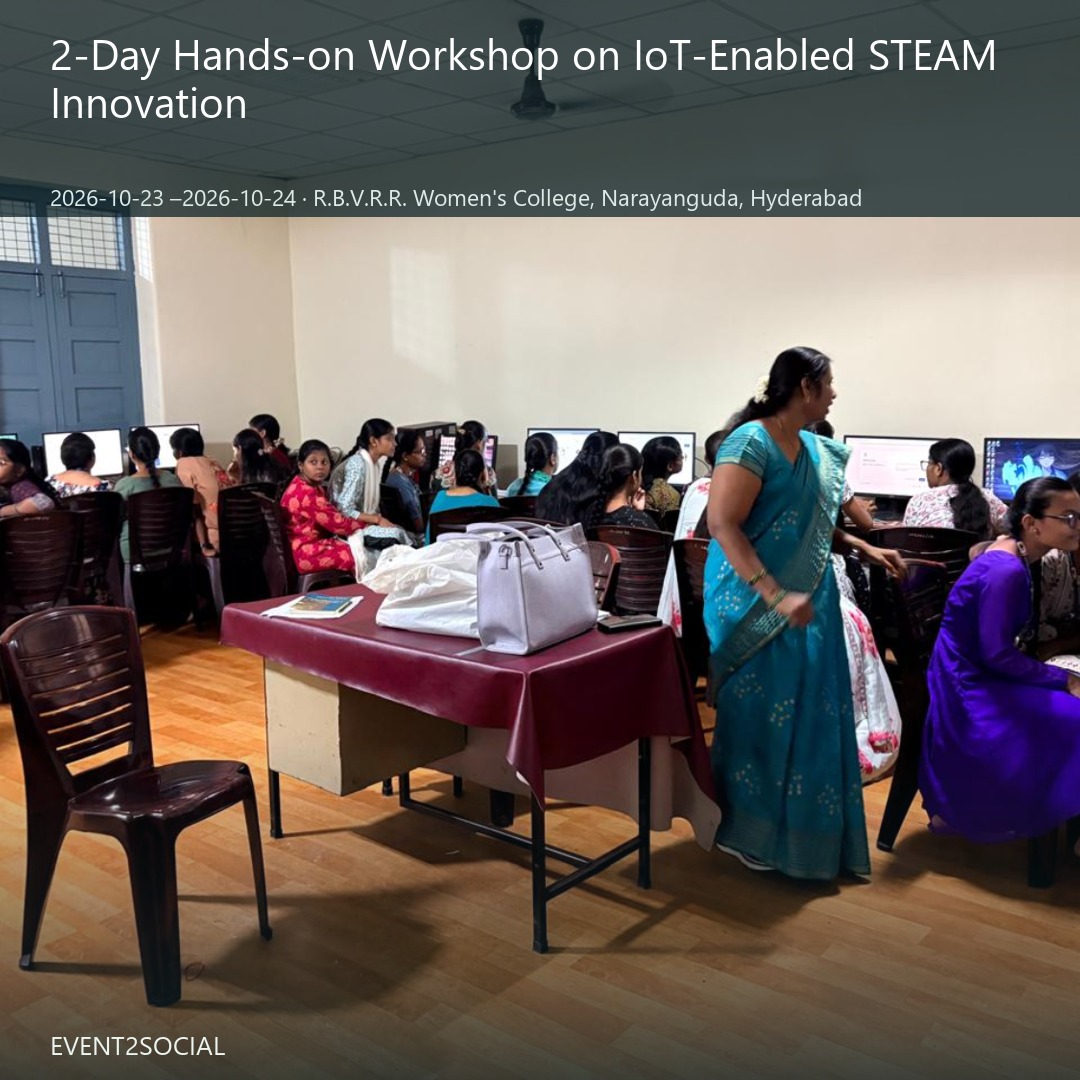 2-Day Hands-on Workshop on IoT-Enabled STEAM
Innovation
2026-10-23 –2026-10-24 · R.B.V.R.R. Women's College, Narayanguda, Hyderabad
EVENT2SOCIAL